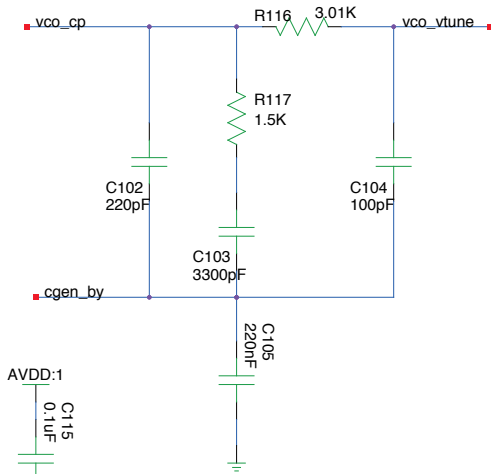 vco_cp
R116
3.01K
vco_vtune
R117
1.5K
C102
220pF
C104
100pF
C103
3300pF
cgen_by
C105
220nF
AVDD:1
C115
0.1uF